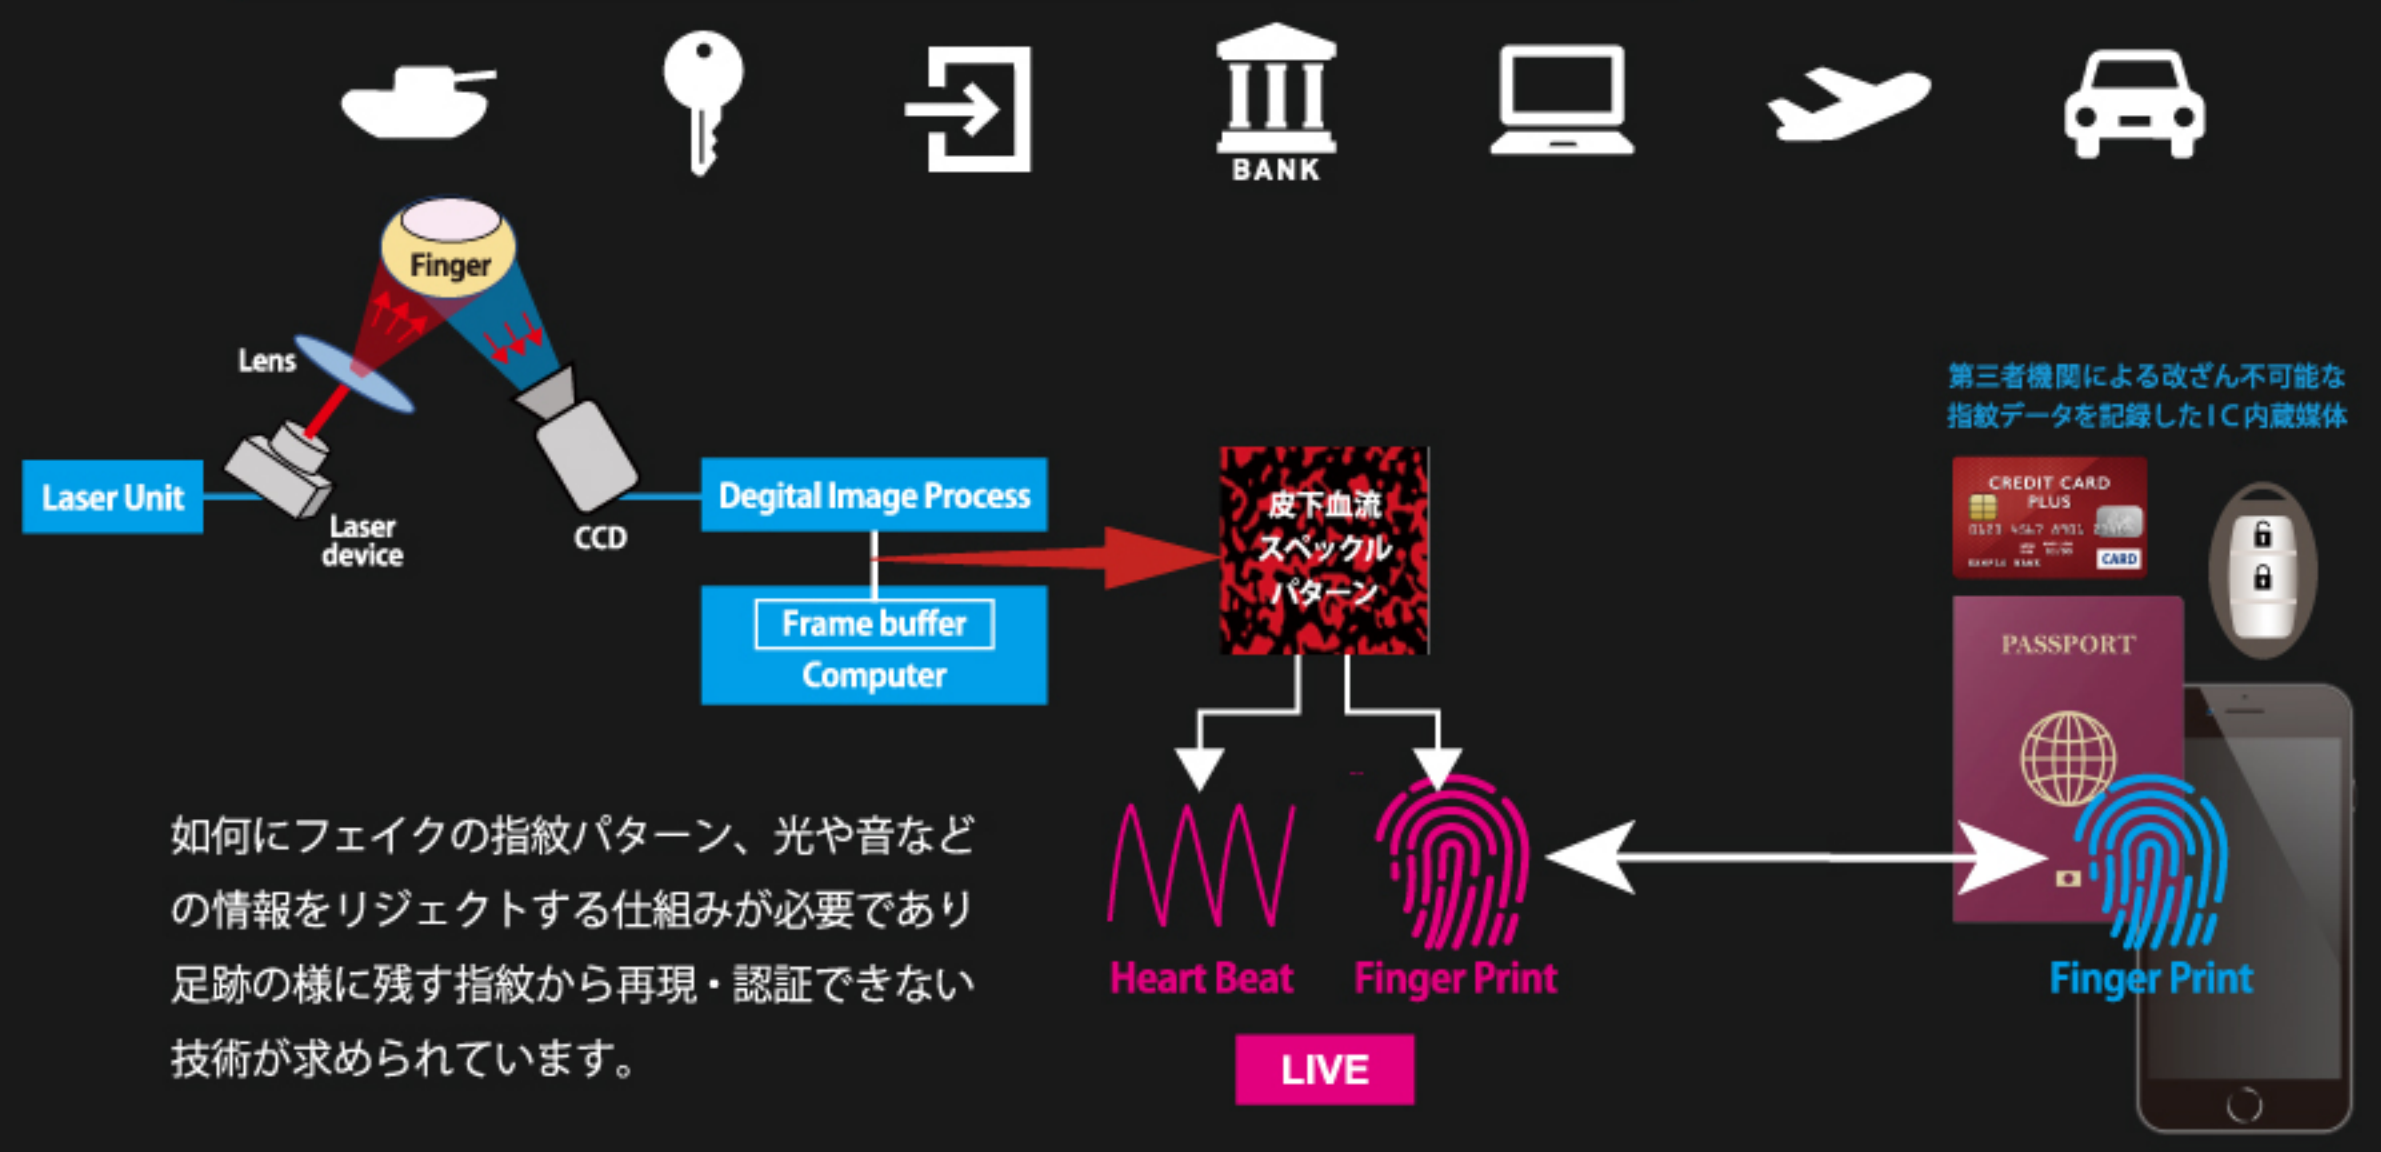 BANK
Finger
Lens
Laser Unit
Laser
device
CCD
Degital Image Process
Frame buffer
Computer
皮下血流
スペックル
パターン
第三者機関による改ざん不可能な
指紋データを記録したIC内蔵媒体
CREDIT CARD
PLUS
CARD
PASSPORT
如何にフェイクの指紋パターン、光や音など
の情報をリジェクトする仕組みが必要であり
足跡の様に残す指紋から再現・認証できない
技術が求められています。
Heart Beat
Finger Print
LIVE
Finger Print